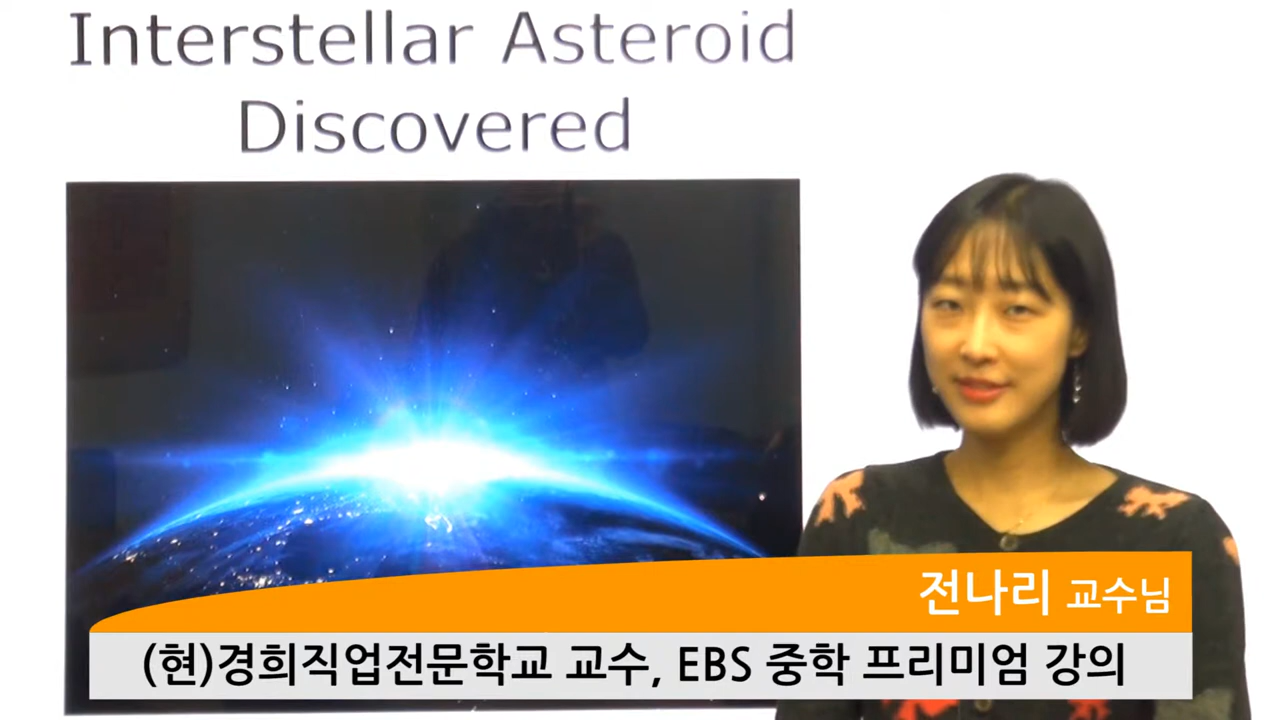 Interstellar Asteroid
Discovered
전나리 교수님
(현)경희직업전문학교 교수, EBS 중학 프리미엄 강의